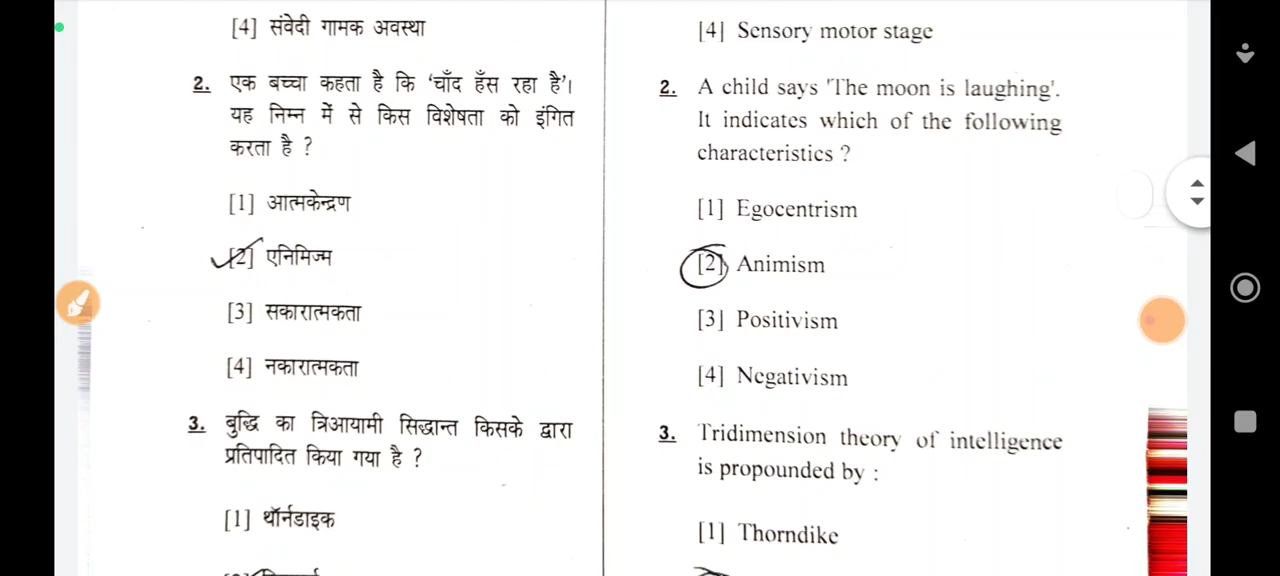 [4] संवेदी गामक अवस्था
2. एक बच्चा कहता है कि 'चाँद हँस रहा है'।
यह निम्न में से किस विशेषता को इंगित
करता है ?
[1] आत्मकेन्द्रण
[2] एनिमिज्म
[3] सकारात्मकता
[4] नकारात्मकता
3. बुद्धि का त्रिआयामी सिद्धान्त किसके द्वारा
प्रतिपादित किया गया है ?
[1] थॉर्नडाइक
[4] Sensory motor stage
2. A child says 'The moon is laughing'.
It indicates which of the following
characteristics ?
[1] Egocentrism
[2] Animism
[3] Positivism
[4] Negativism
3. Tridimension theory of intelligence
is propounded by :
[1] Thorndike